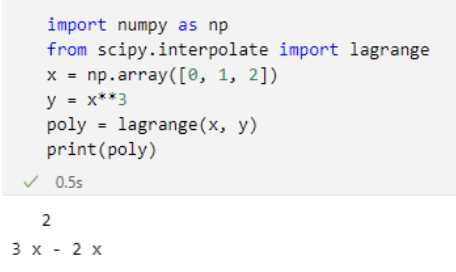 import numpy as np
from scipy.interpolate import lagrange
x = np.array([0, 1, 2])
y = x**3
poly = lagrange(x, y)
print(poly)
✓ 0.5s
2
3 x - 2 x